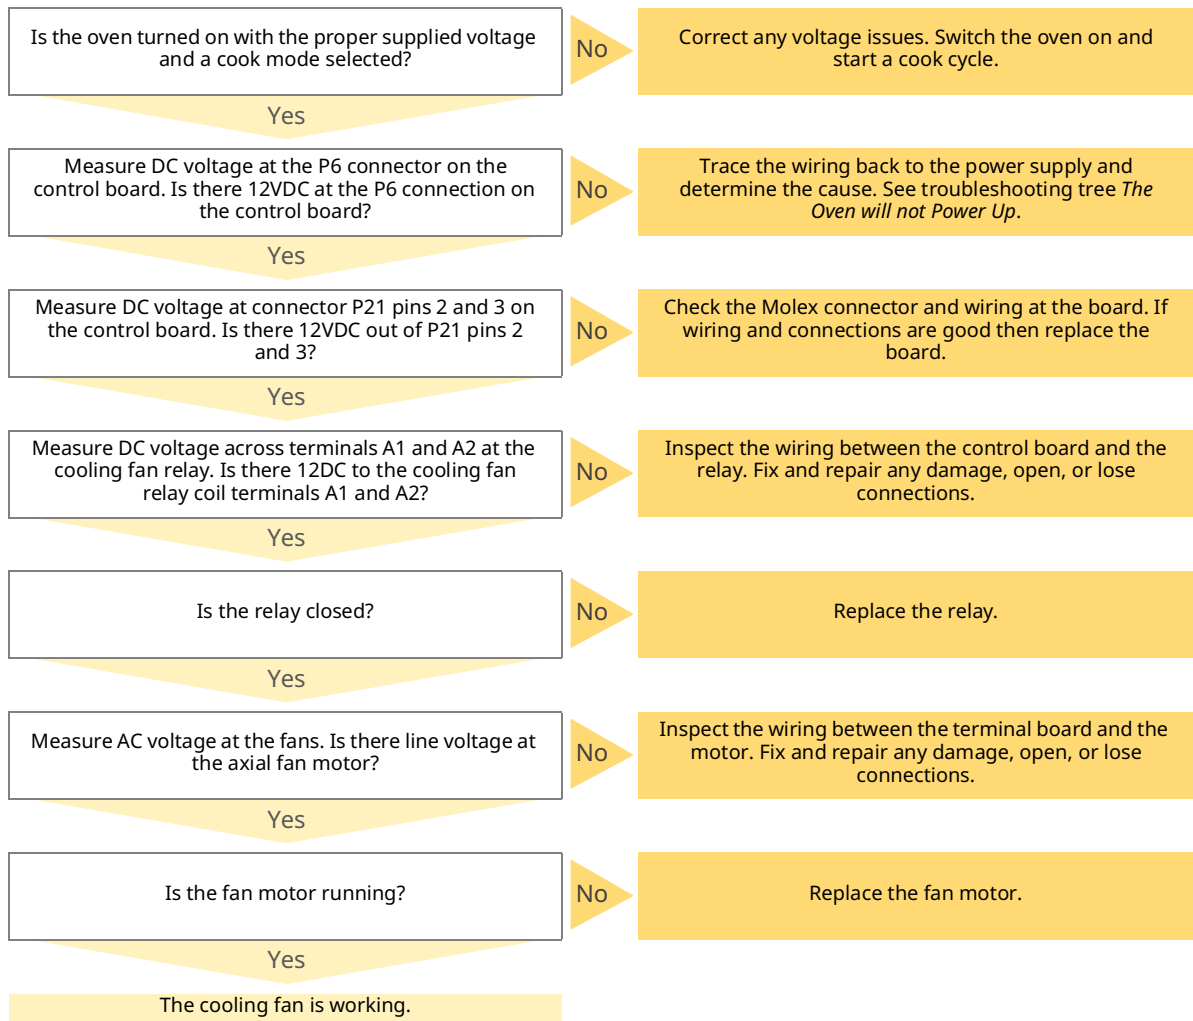 Is the oven turned on with the proper supplied voltage
and a cook mode selected?
No
Correct any voltage issues. Switch the oven on and
start a cook cycle.
Yes
Measure DC voltage at the P6 connector on the
control board. Is there 12VDC at the P6 connection on
the control board?
No
Trace the wiring back to the power supply and
determine the cause. See troubleshooting tree The
Oven will not Power Up.
Yes
Measure DC voltage at connector P21 pins 2 and 3 on
the control board. Is there 12VDC out of P21 pins 2
and 3?
No
Check the Molex connector and wiring at the board. If
wiring and connections are good then replace the
board.
Yes
Measure DC voltage across terminals A1 and A2 at the
cooling fan relay. Is there 12DC to the cooling fan
relay coil terminals A1 and A2?
No
Inspect the wiring between the control board and the
relay. Fix and repair any damage, open, or lose
connections.
Yes
Is the relay closed?
No
Replace the relay.
Yes
Measure AC voltage at the fans. Is there line voltage at
the axial fan motor?
No
Inspect the wiring between the terminal board and the
motor. Fix and repair any damage, open, or lose
connections.
Yes
Is the fan motor running?
No
Replace the fan motor.
Yes
The cooling fan is working.